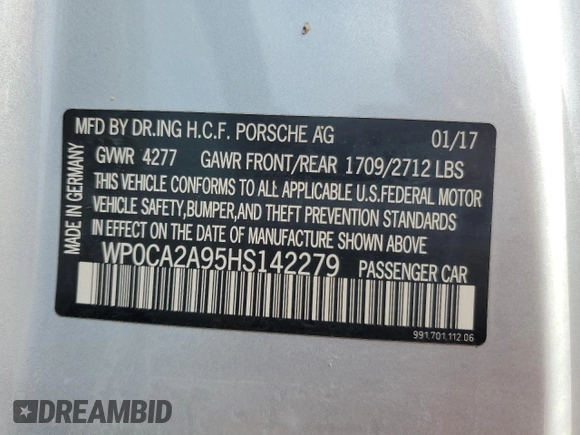 MFD BY DR.ING H.C.F. PORSCHE AG 01/17
GVWR 4277 GAWR FRONT/REAR 1709/2712 LBS
THIS VEHICLE CONFORMS TO ALL APPLICABLE U.S.FEDERAL MOTOR
VEHICLE SAFETY,BUMPER,AND THEFT PREVENTION STANDARDS
IN EFFECT ON THE DATE OF MANUFACTURE SHOWN ABOVE
WP0CA2A95HS142279 PASSENGER CAR
MADE IN GERMANY
991.701.112.06
DREAMBID